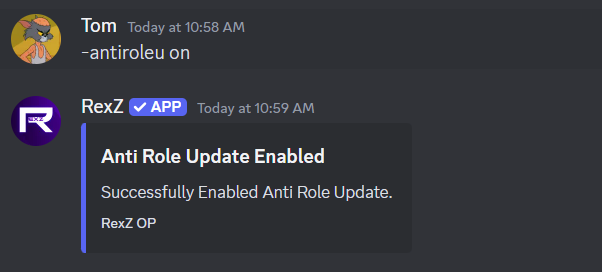 Tom Today at 10:58 AM
-antiroleu on
RexZ ✓ APP Today at 10:59 AM
Anti Role Update Enabled
Successfully Enabled Anti Role Update.
RexZ OP